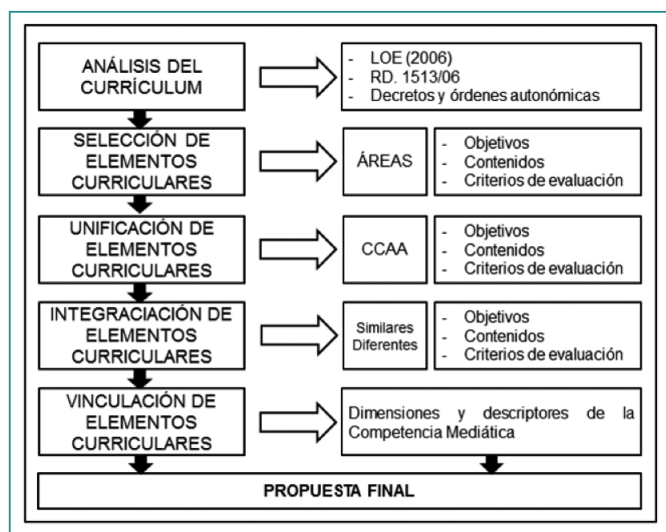 ANÁLISIS DEL
CURRÍCULUM
- LOE (2006)
- RD. 1513/06
- Decretos y órdenes autonómicas
SELECCIÓN DE
ELEMENTOS
CURRICULARES
ÁREAS
- Objetivos
- Contenidos
- Criterios de evaluación
UNIFICACIÓN DE
ELEMENTOS
CURRICULARES
CCAA
- Objetivos
- Contenidos
- Criterios de evaluación
INTEGRACIACIÓN DE
ELEMENTOS
CURRICULARES
Similares
Diferentes
- Objetivos
- Contenidos
- Criterios de evaluación
VINCULACIÓN DE
ELEMENTOS
CURRICULARES
Dimensiones y descriptores de la
Competencia Mediática
PROPUESTA FINAL